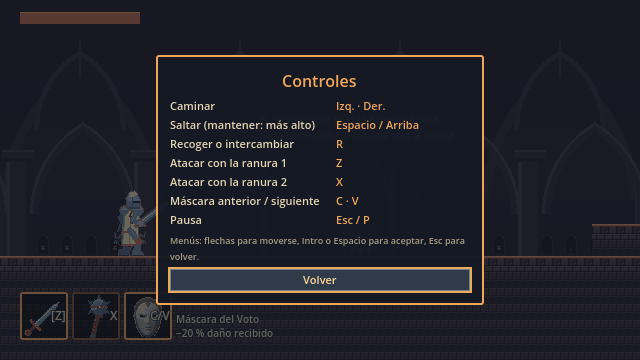 Controles
Caminar Izq. · Der.
Saltar (mantener: más alto) Espacio / Arriba
Recoger o intercambiar R
Atacar con la ranura 1 Z
Atacar con la ranura 2 X
Máscara anterior / siguiente C · V
Pausa Esc / P
Menús: flechas para moverse, Intro o Espacio para aceptar, Esc para
volver.
Volver
[Z] X C/V
Máscara del Voto
−20 % daño recibido